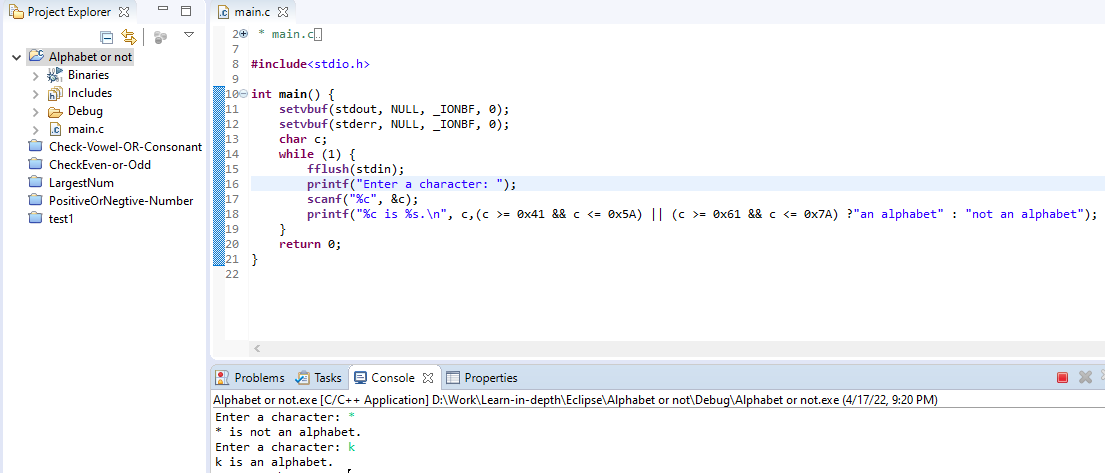 Project Explorer
Alphabet or not
Binaries
Includes
Debug
main.c
Check-Vowel-OR-Consonant
CheckEven-or-Odd
LargestNum
PositiveOrNegtive-Number
test1
main.c
2 * main.c
7
8 #include<stdio.h>
9
10 int main() {
11 setvbuf(stdout, NULL, _IONBF, 0);
12 setvbuf(stderr, NULL, _IONBF, 0);
13 char c;
14 while (1) {
15 fflush(stdin);
16 printf("Enter a character: ");
17 scanf("%c", &c);
18 printf("%c is %s.\n", c,(c >= 0x41 && c <= 0x5A) || (c >= 0x61 && c <= 0x7A) ?"an alphabet" : "not an alphabet");
19 }
20 return 0;
21 }
22
Problems Tasks Console Properties
Alphabet or not.exe [C/C++ Application] D:\Work\Learn-in-depth\Eclipse\Alphabet or not\Debug\Alphabet or not.exe (4/17/22, 9:20 PM)
Enter a character: *
* is not an alphabet.
Enter a character: k
k is an alphabet.